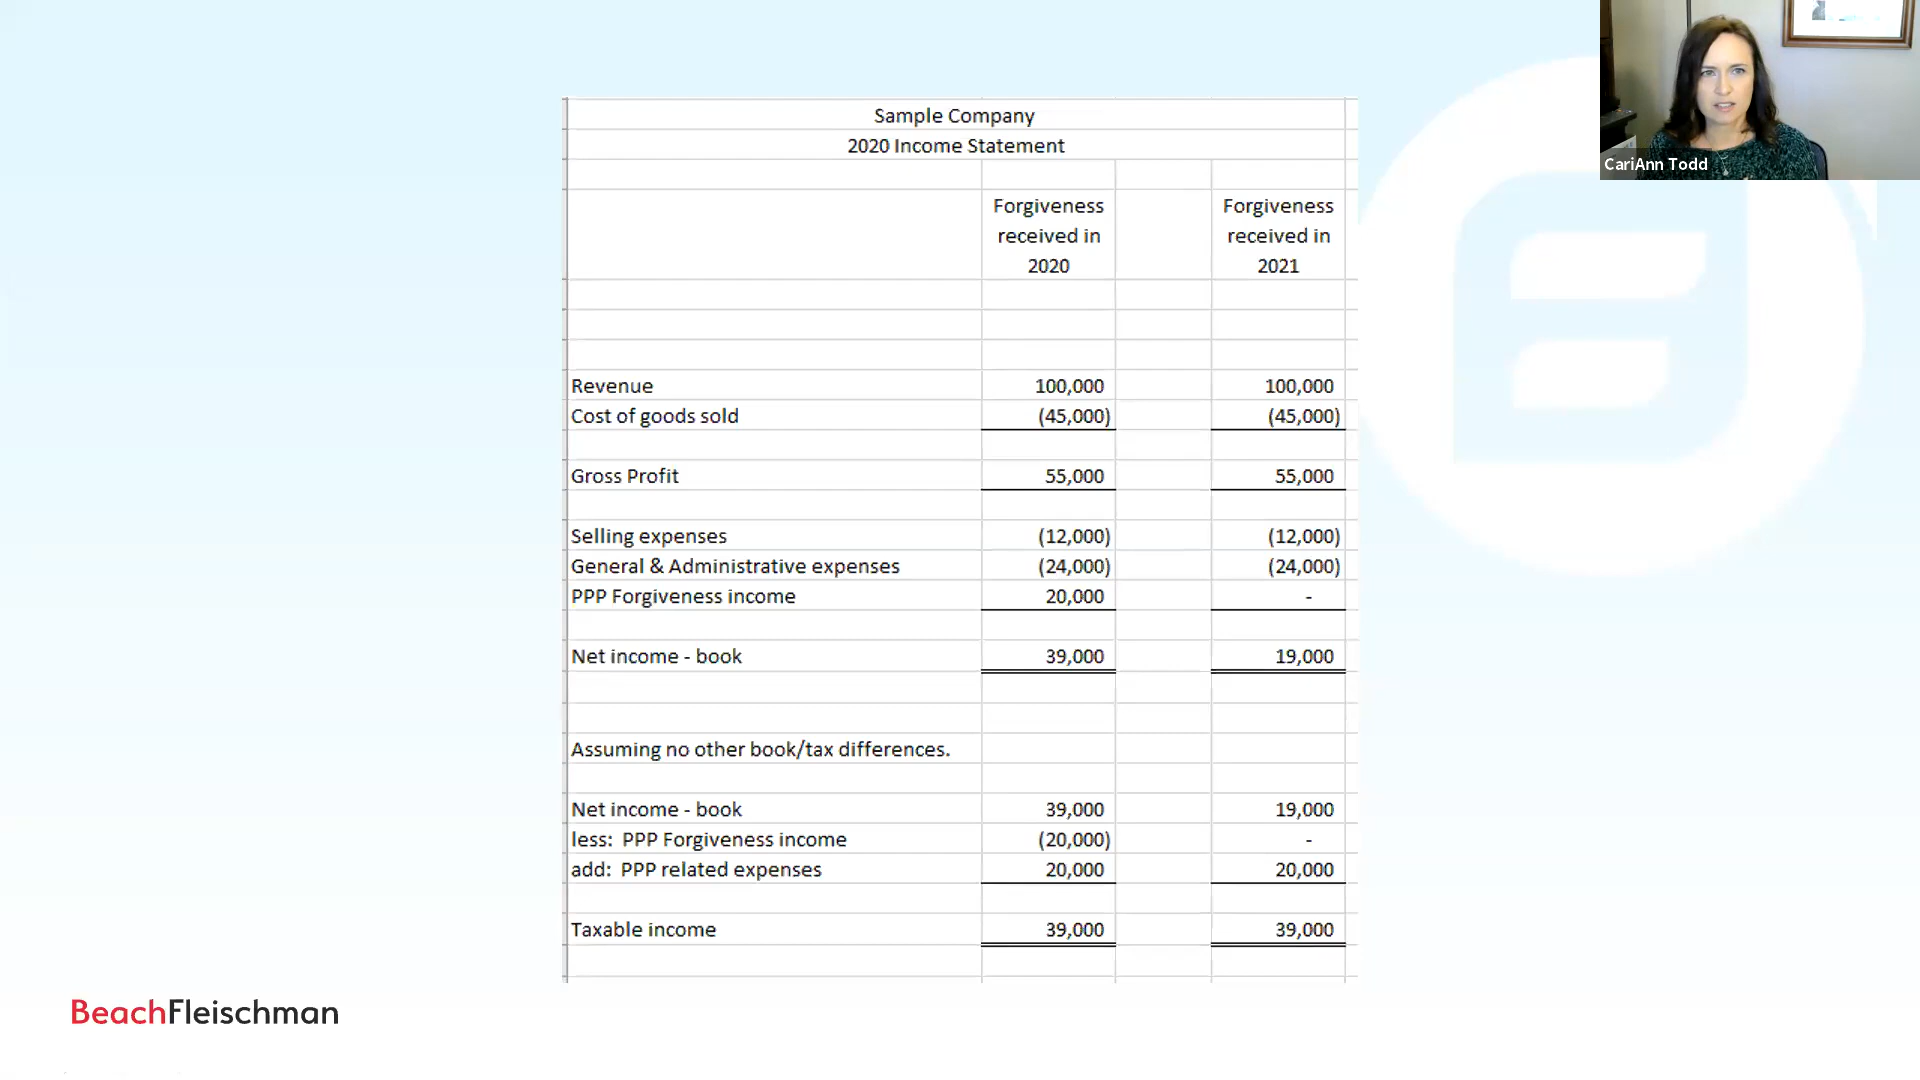 CariAnn Todd
Sample Company
2020 Income Statement
Forgiveness received in 2020 Forgiveness received in 2021
Revenue 100,000 100,000
Cost of goods sold (45,000) (45,000)
Gross Profit 55,000 55,000
Selling expenses (12,000) (12,000)
General & Administrative expenses (24,000) (24,000)
PPP Forgiveness income 20,000 -
Net income - book 39,000 19,000
Assuming no other book/tax differences.
Net income - book 39,000 19,000
less: PPP Forgiveness income (20,000) -
add: PPP related expenses 20,000 20,000
Taxable income 39,000 39,000
BeachFleischman